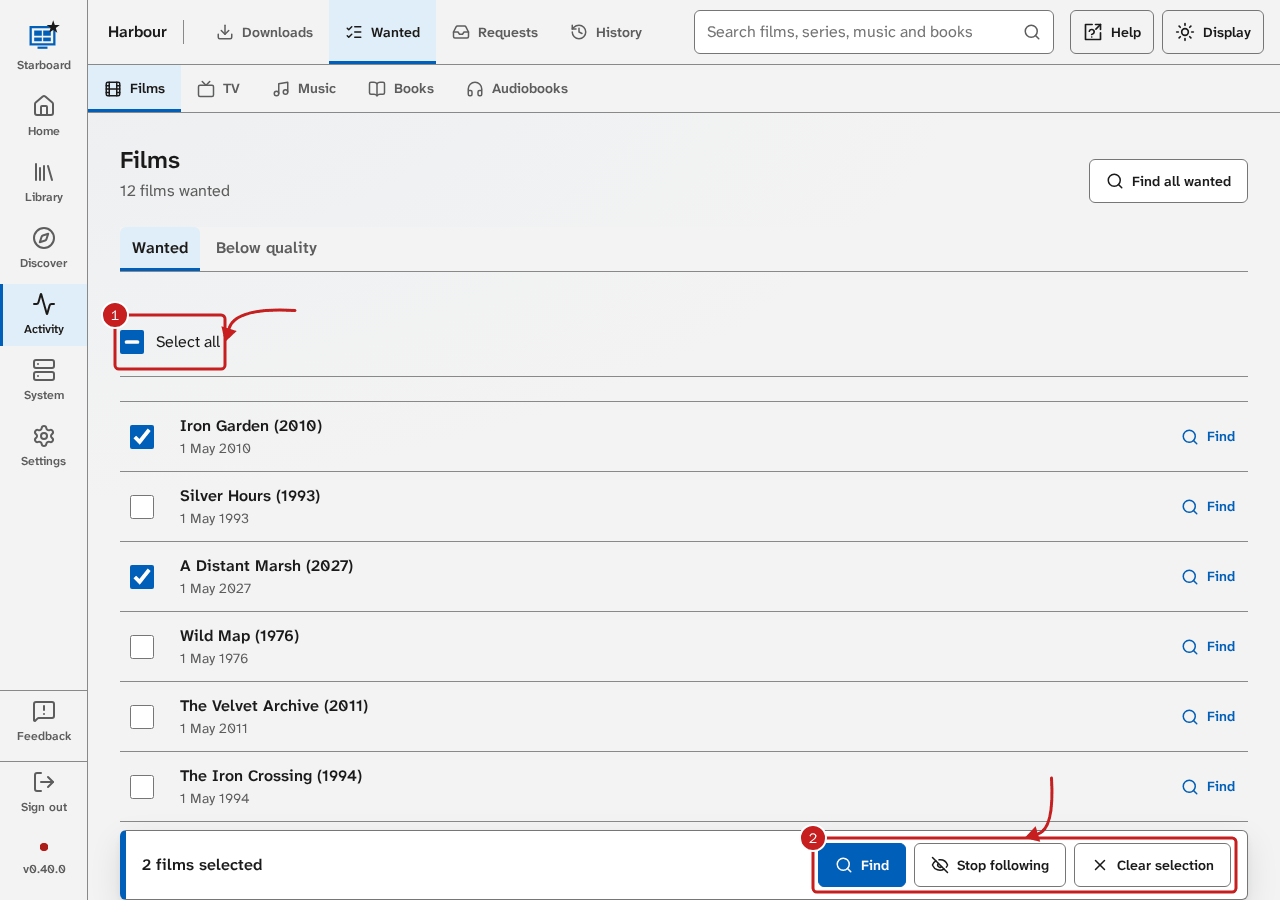 Starboard
Home
Library
Discover
Activity
System
Settings
Feedback
Sign out
v0.40.0
Harbour
Downloads
Wanted
Requests
History
Search films, series, music and books
Help
Display
Films
TV
Music
Books
Audiobooks
Films
12 films wanted
Find all wanted
Wanted
Below quality
1
Select all
Iron Garden (2010)
1 May 2010
Find
Silver Hours (1993)
1 May 1993
Find
A Distant Marsh (2027)
1 May 2027
Find
Wild Map (1976)
1 May 1976
Find
The Velvet Archive (2011)
1 May 2011
Find
The Iron Crossing (1994)
1 May 1994
Find
2 films selected
2
Find
Stop following
Clear selection